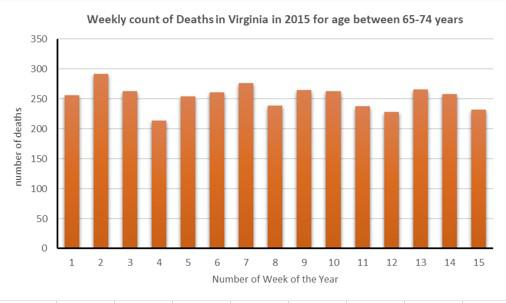 Weekly count of Deaths in Virginia in 2015 for age between 65-74 years
number of deaths
350
300
250
200
150
100
50
0
1 2 3 4 5 6 7 8 9 10 11 12 13 14 15
Number of Week of the Year